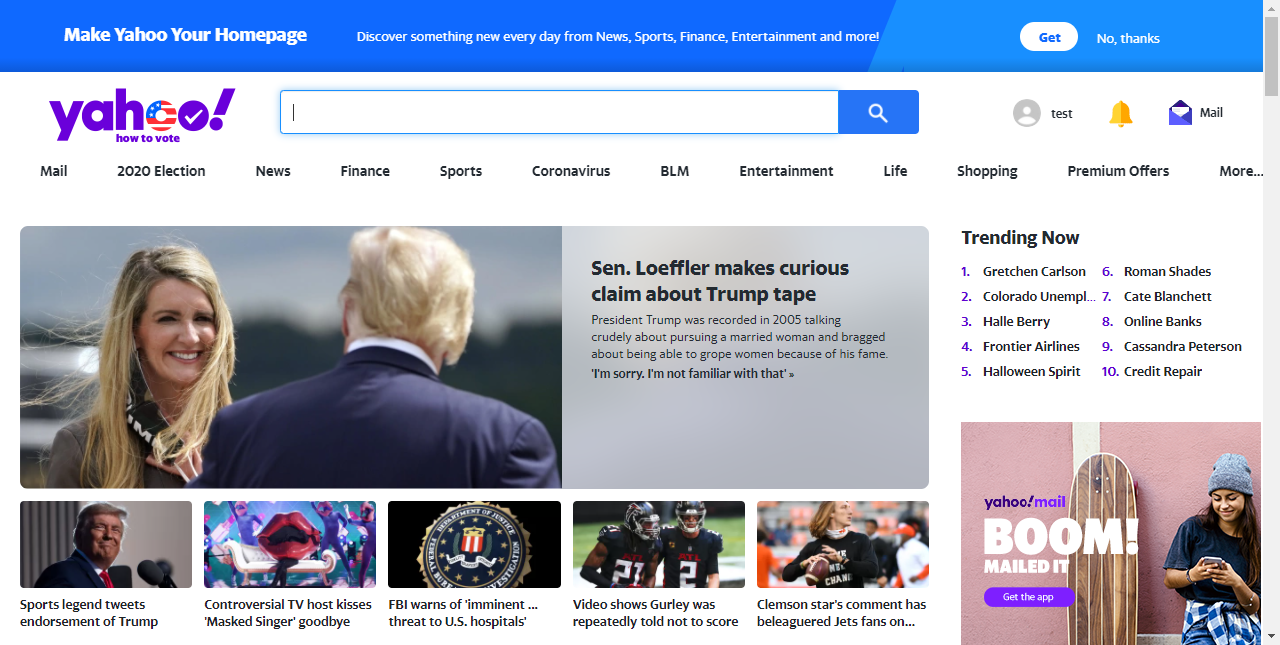 Make Yahoo Your Homepage
Discover something new every day from News, Sports, Finance, Entertainment and more!
Get
No, thanks
yahoo!
how to vote
test
Mail
Mail
2020 Election
News
Finance
Sports
Coronavirus
BLM
Entertainment
Life
Shopping
Premium Offers
More...
Sen. Loeffler makes curious
claim about Trump tape
President Trump was recorded in 2005 talking
crudely about pursuing a married woman and bragged
about being able to grope women because of his fame.
'I'm sorry. I'm not familiar with that' »
Trending Now
1. Gretchen Carlson
2. Colorado Unempl...
3. Halle Berry
4. Frontier Airlines
5. Halloween Spirit
6. Roman Shades
7. Cate Blanchett
8. Online Banks
9. Cassandra Peterson
10. Credit Repair
yahoo!mail
BOOM!
MAILED IT
Get the app
Sports legend tweets
endorsement of Trump
Controversial TV host kisses
'Masked Singer' goodbye
FBI warns of 'imminent ...
threat to U.S. hospitals'
Video shows Gurley was
repeatedly told not to score
Clemson star's comment has
beleaguered Jets fans on...